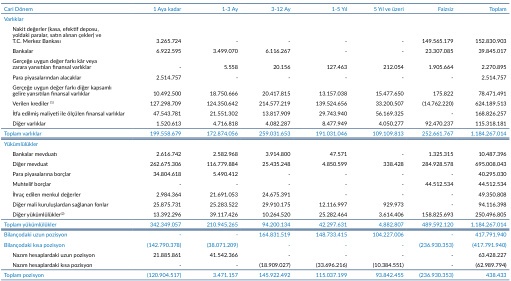 Cari Dönem 1 Aya kadar 1-3 Ay 3-12 Ay 1-5 Yıl 5 Yıl ve üzeri Faizsiz Toplam
Varlıklar
Nakit değerler (kasa, efektif deposu,
yoldaki paralar, satın alınan çekler) ve
T.C. Merkez Bankası 3.265.724 - - - - 149.565.179 152.830.903
Bankalar 6.922.595 3.499.070 6.116.267 - - 23.307.085 39.845.017
Gerçeğe uygun değer farkı kâr veya
zarara yansıtılan finansal varlıklar - 5.558 20.156 127.463 212.054 1.905.664 2.270.895
Para piyasalarından alacaklar 2.514.757 - - - - - 2.514.757
Gerçeğe uygun değer farkı diğer kapsamlı
gelire yansıtılan finansal varlıklar 10.492.500 18.750.666 20.417.815 13.157.038 15.477.650 175.822 78.471.491
Verilen krediler 127.298.709 124.350.642 214.577.219 139.524.656 33.200.507 (14.762.220) 624.189.513
İtfa edilmiş maliyeti ile ölçülen finansal varlıklar 47.543.781 21.551.302 13.817.909 29.743.940 56.169.325 - 168.826.257
Diğer varlıklar 1.520.613 4.716.818 4.082.287 8.477.949 4.050.277 92.470.237 115.318.181
Toplam varlıklar 199.558.679 172.874.056 259.031.653 191.031.046 109.109.813 252.661.767 1.184.267.014
Yükümlülükler
Bankalar mevduatı 2.616.742 2.582.968 3.914.800 47.571 - 1.325.315 10.487.396
Diğer mevduat 262.675.306 116.779.884 25.435.248 4.850.599 338.428 284.928.578 695.008.043
Para piyasalarına borçlar 34.804.618 5.490.412 - - - - 40.295.030
Muhtelif borçlar - - - - - 44.512.534 44.512.534
İhraç edilen menkul değerler 2.984.364 21.691.053 24.675.391 - - - 49.350.808
Diğer mali kuruluşlardan sağlanan fonlar 25.875.731 25.283.522 29.910.175 12.116.997 929.973 - 94.116.398
Diğer yükümlülükler 13.392.296 39.117.426 10.264.520 25.282.464 3.614.406 158.825.693 250.496.805
Toplam yükümlülükler 342.349.057 210.945.265 94.200.134 42.297.631 4.882.807 489.592.120 1.184.267.014
Bilançodaki uzun pozisyon - - 164.831.519 148.733.415 104.227.006 - 417.791.940
Bilançodaki kısa pozisyon (142.790.378) (38.071.209) - - - (236.930.353) (417.791.940)
Nazım hesaplardaki uzun pozisyon 21.885.861 41.542.366 - - - - 63.428.227
Nazım hesaplardaki kısa pozisyon - - (18.909.027) (33.696.216) (10.384.551) - (62.989.794)
Toplam pozisyon (120.904.517) 3.471.157 145.922.492 115.037.199 93.842.455 (236.930.353) 438.433